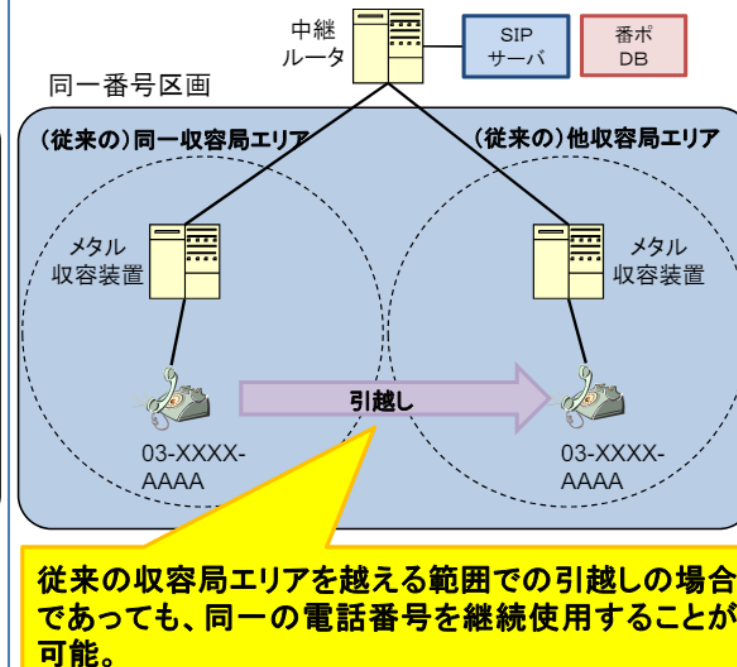 中継
ルータ
SIP
サーバ
番ポ
DB
同一番号区画
(従来の)同一収容局エリア
(従来の)他収容局エリア
メタル
収容装置
メタル
収容装置
引越し
03-XXXX-
AAAA
03-XXXX-
AAAA
従来の収容局エリアを越える範囲での引越しの場合
であっても、同一の電話番号を継続使用することが
可能。